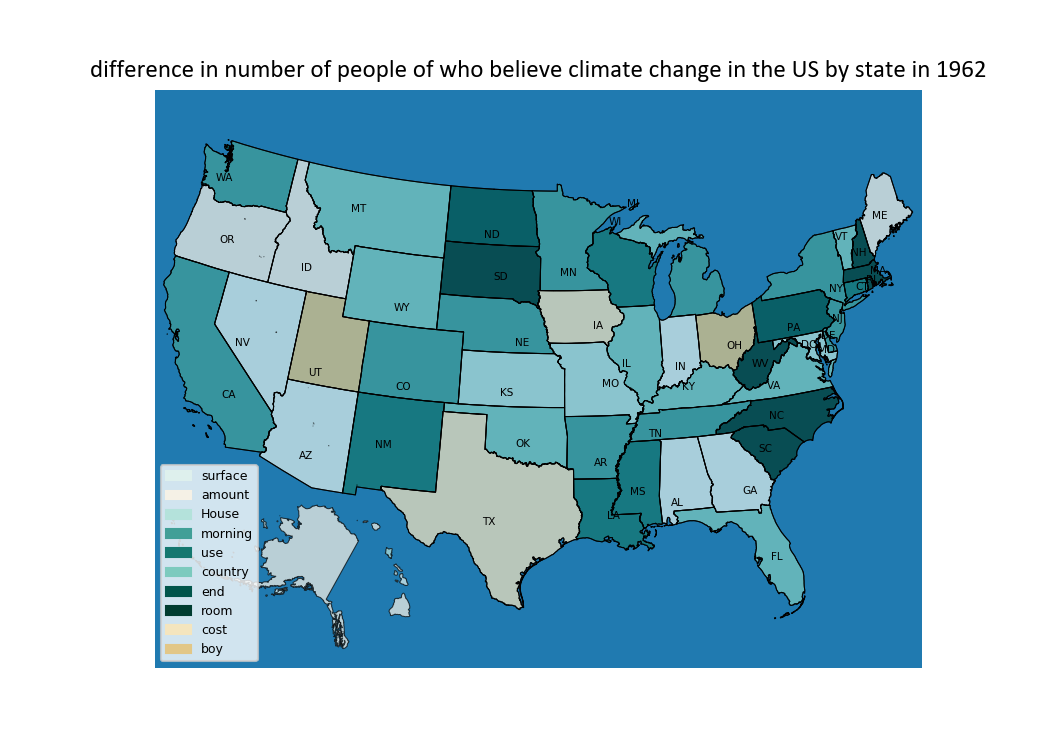 difference in number of people of who believe climate change in the US by state in 1962
WA
MT
ND
MN
WI
MI
VT
NH
ME
OR
ID
SD
WY
NY
MA
CT
NV
UT
NE
IA
IL
IN
OH
PA
NJ
DE
DC
MD
CA
CO
KS
MO
KY
WV
VA
AZ
NM
OK
AR
TN
NC
SC
TX
LA
MS
AL
GA
FL
surface
amount
House
morning
use
country
end
room
cost
boy